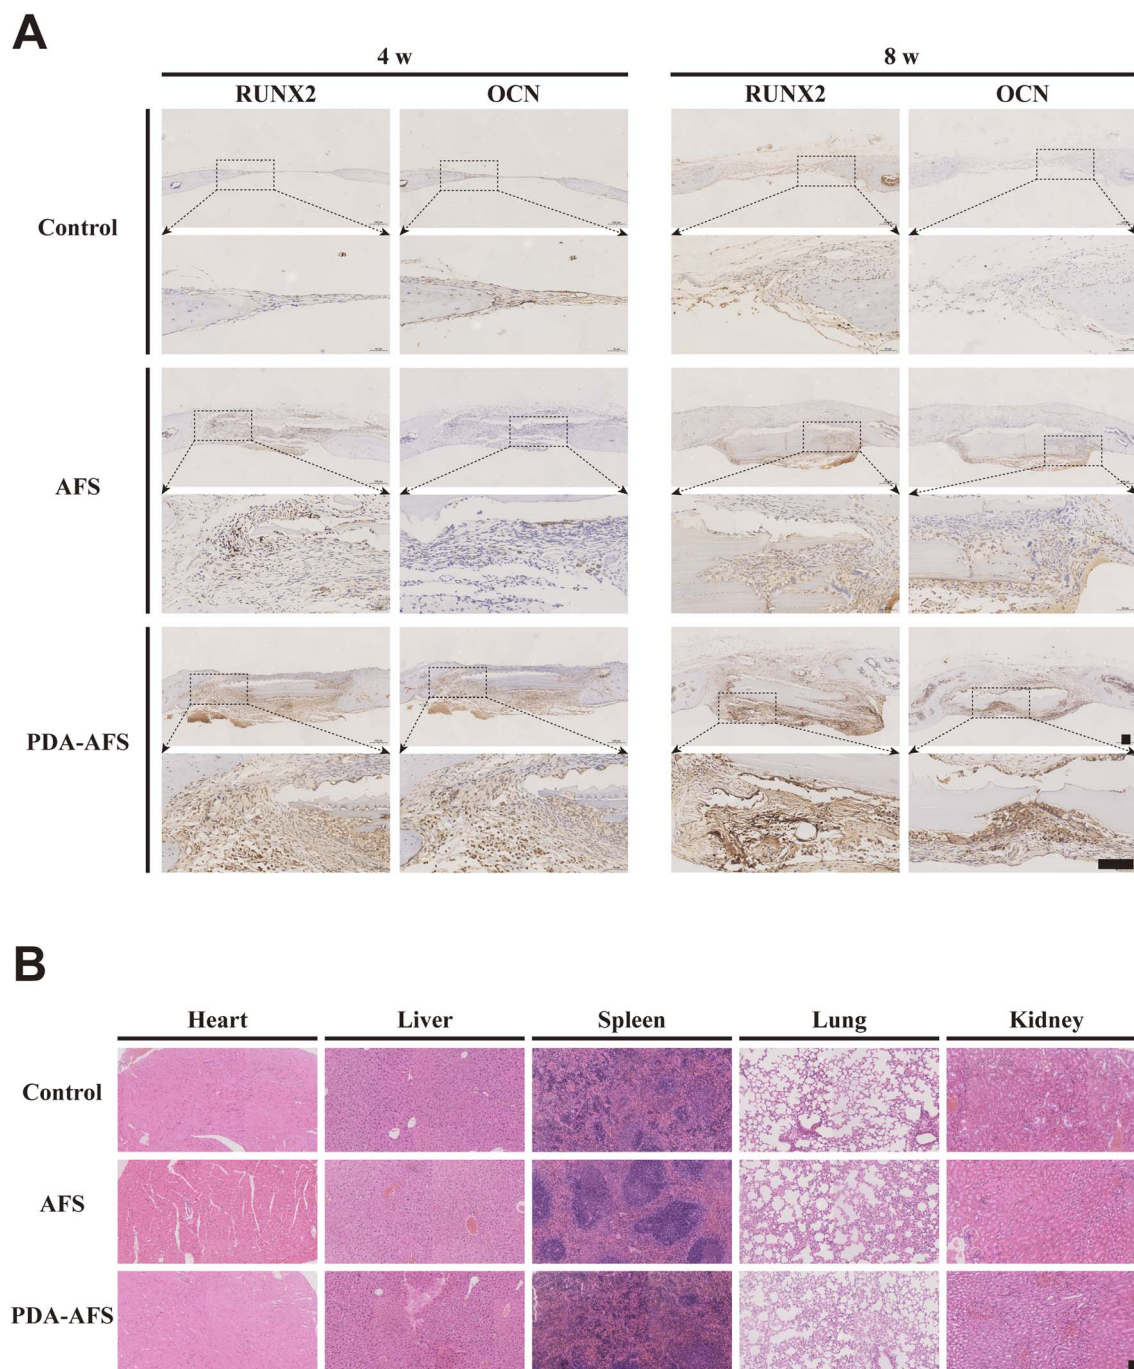 A
4 w
8 w
RUNX2
OCN
RUNX2
OCN
Control
AFS
PDA-AFS
B
Heart
Liver
Spleen
Lung
Kidney
Control
AFS
PDA-AFS